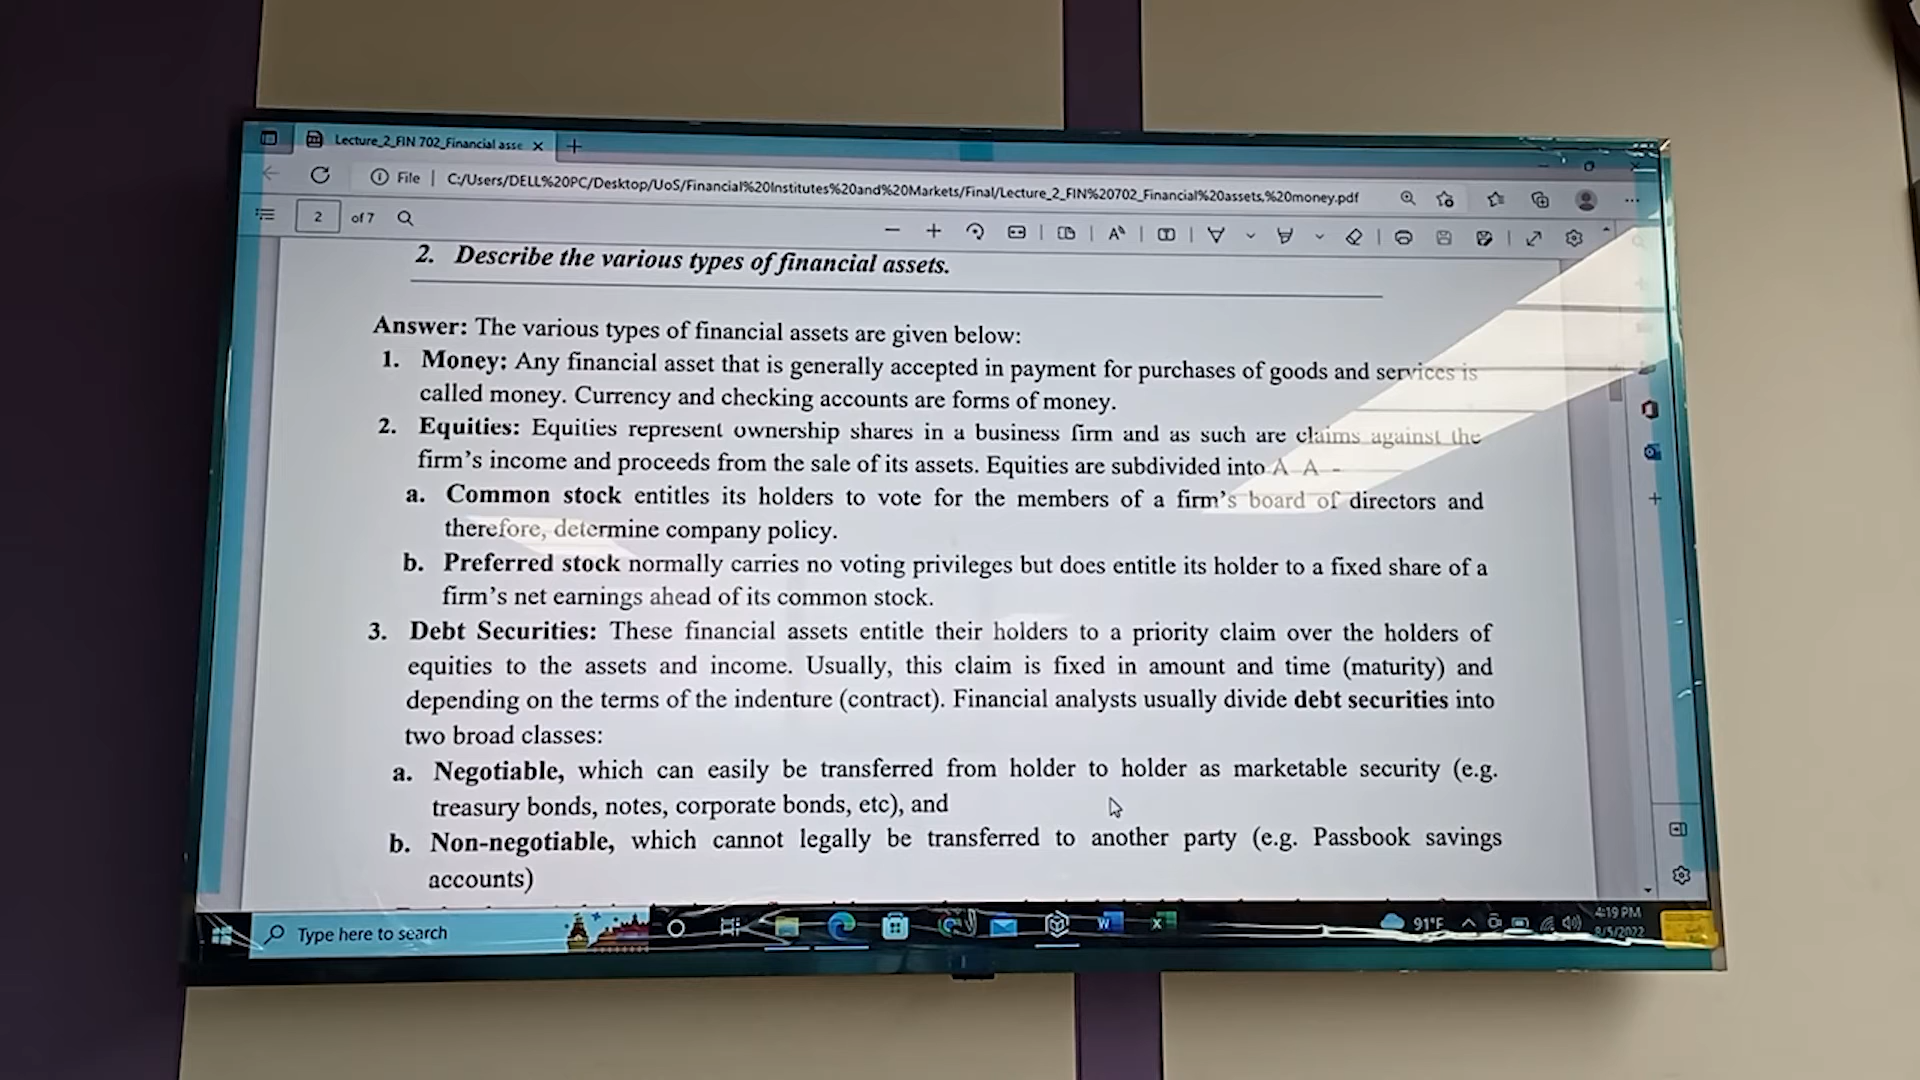 Lecture_2_FIN 702_Financial asse
File | C:/Users/DELL%20PC/Desktop/UoS/Financial%20Institutes%20and%20Markets/Final/Lecture_2_FIN%20702_Financial%20assets,%20money.pdf
2 of 7
2. Describe the various types of financial assets.
Answer: The various types of financial assets are given below:
1. Money: Any financial asset that is generally accepted in payment for purchases of goods and services is
called money. Currency and checking accounts are forms of money.
2. Equities: Equities represent ownership shares in a business firm and as such are claims against the
firm's income and proceeds from the sale of its assets. Equities are subdivided into A A -
a. Common stock entitles its holders to vote for the members of a firm's board of directors and
therefore, determine company policy.
b. Preferred stock normally carries no voting privileges but does entitle its holder to a fixed share of a
firm's net earnings ahead of its common stock.
3. Debt Securities: These financial assets entitle their holders to a priority claim over the holders of
equities to the assets and income. Usually, this claim is fixed in amount and time (maturity) and
depending on the terms of the indenture (contract). Financial analysts usually divide debt securities into
two broad classes:
a. Negotiable, which can easily be transferred from holder to holder as marketable security (e.g.
treasury bonds, notes, corporate bonds, etc), and
b. Non-negotiable, which cannot legally be transferred to another party (e.g. Passbook savings
accounts)
Type here to search
91°F
4:19 PM
8/5/2022